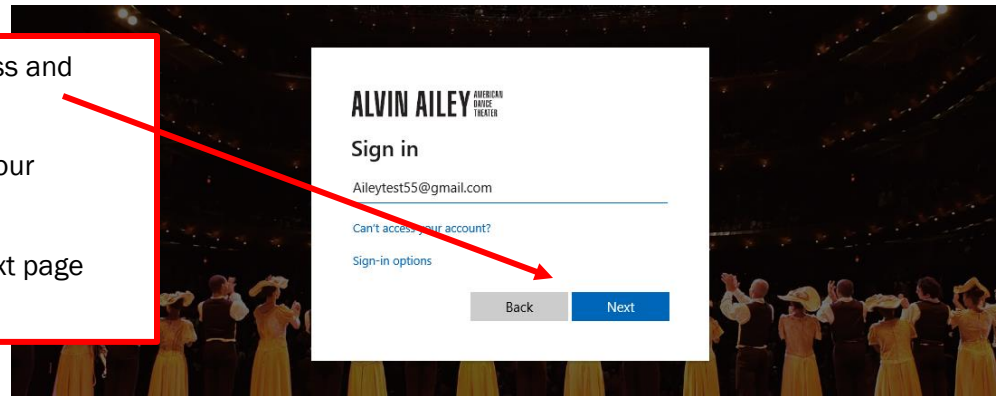 ss and
our
xt page
ALVIN AILEY AMERICAN DANCE THEATER
Sign in
Aileytest55@gmail.com
Can't access your account?
Sign-in options
Back Next